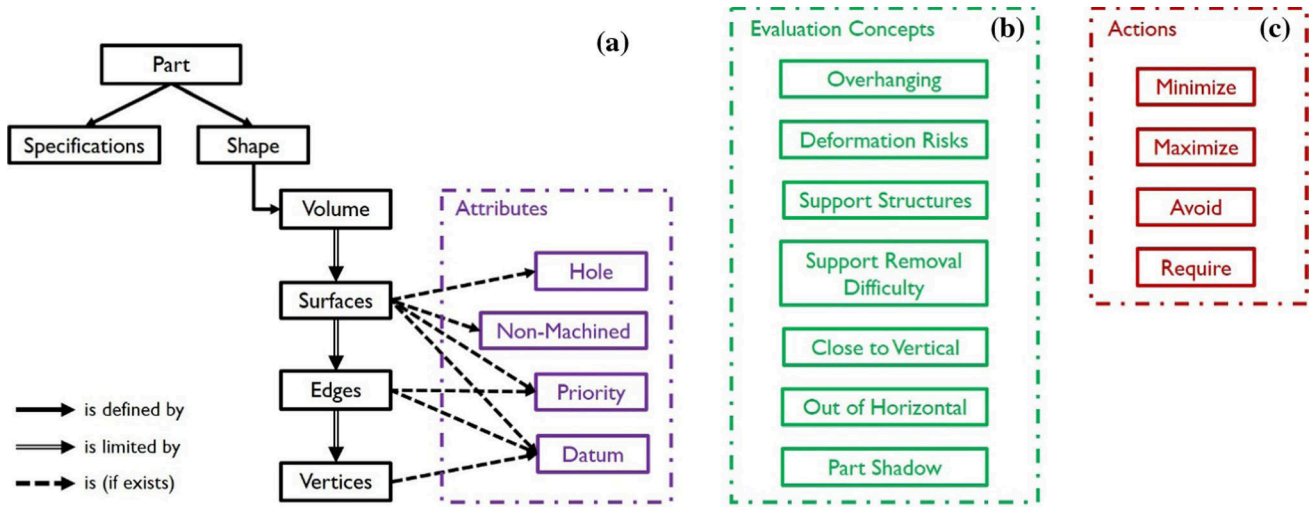 (a)
Part
Specifications
Shape
Volume
Surfaces
Edges
Vertices
is defined by
is limited by
is (if exists)
Attributes
Hole
Non-Machined
Priority
Datum
Evaluation Concepts
(b)
Overhanging
Deformation Risks
Support Structures
Support Removal
Difficulty
Close to Vertical
Out of Horizontal
Part Shadow
Actions
(c)
Minimize
Maximize
Avoid
Require